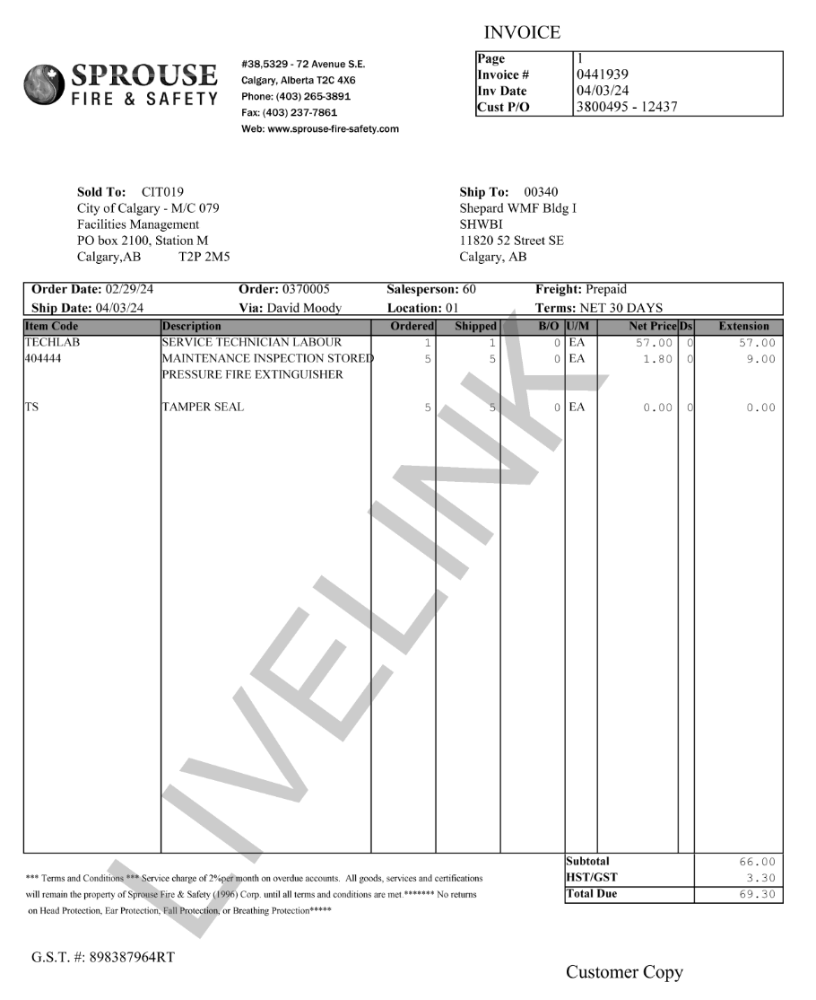 INVOICE
SPROUSE
FIRE & SAFETY
#38,5329 - 72 Avenue S.E.
Calgary, Alberta T2C 4X6
Phone: (403) 265-3891
Fax: (403) 237-7861
Web: www.sprouse-fire-safety.com
Page 1
Invoice # 0441939
Inv Date 04/03/24
Cust P/O 3800495 - 12437
Sold To: CIT019
City of Calgary - M/C 079
Facilities Management
PO box 2100, Station M
Calgary,AB T2P 2M5
Ship To: 00340
Shepard WMF Bldg I
SHWBI
11820 52 Street SE
Calgary, AB
Order Date: 02/29/24 Order: 0370005 Salesperson: 60 Freight: Prepaid
Ship Date: 04/03/24 Via: David Moody Location: 01 Terms: NET 30 DAYS
Item Code Description Ordered Shipped B/O U/M Net Price Ds Extension
TECHLAB SERVICE TECHNICIAN LABOUR 1 1 0 EA 57.00 0 57.00
404444 MAINTENANCE INSPECTION STORED 5 5 0 EA 1.80 0 9.00
PRESSURE FIRE EXTINGUISHER
TS TAMPER SEAL 5 5 0 EA 0.00 0 0.00
LIVELINK
Subtotal 66.00
HST/GST 3.30
Total Due 69.30
*** Terms and Conditions *** Service charge of 2%per month on overdue accounts. All goods, services and certifications
will remain the property of Sprouse Fire & Safety (1996) Corp. until all terms and conditions are met.******* No returns
on Head Protection, Ear Protection, Fall Protection, or Breathing Protection*****
G.S.T. #: 898387964RT
Customer Copy